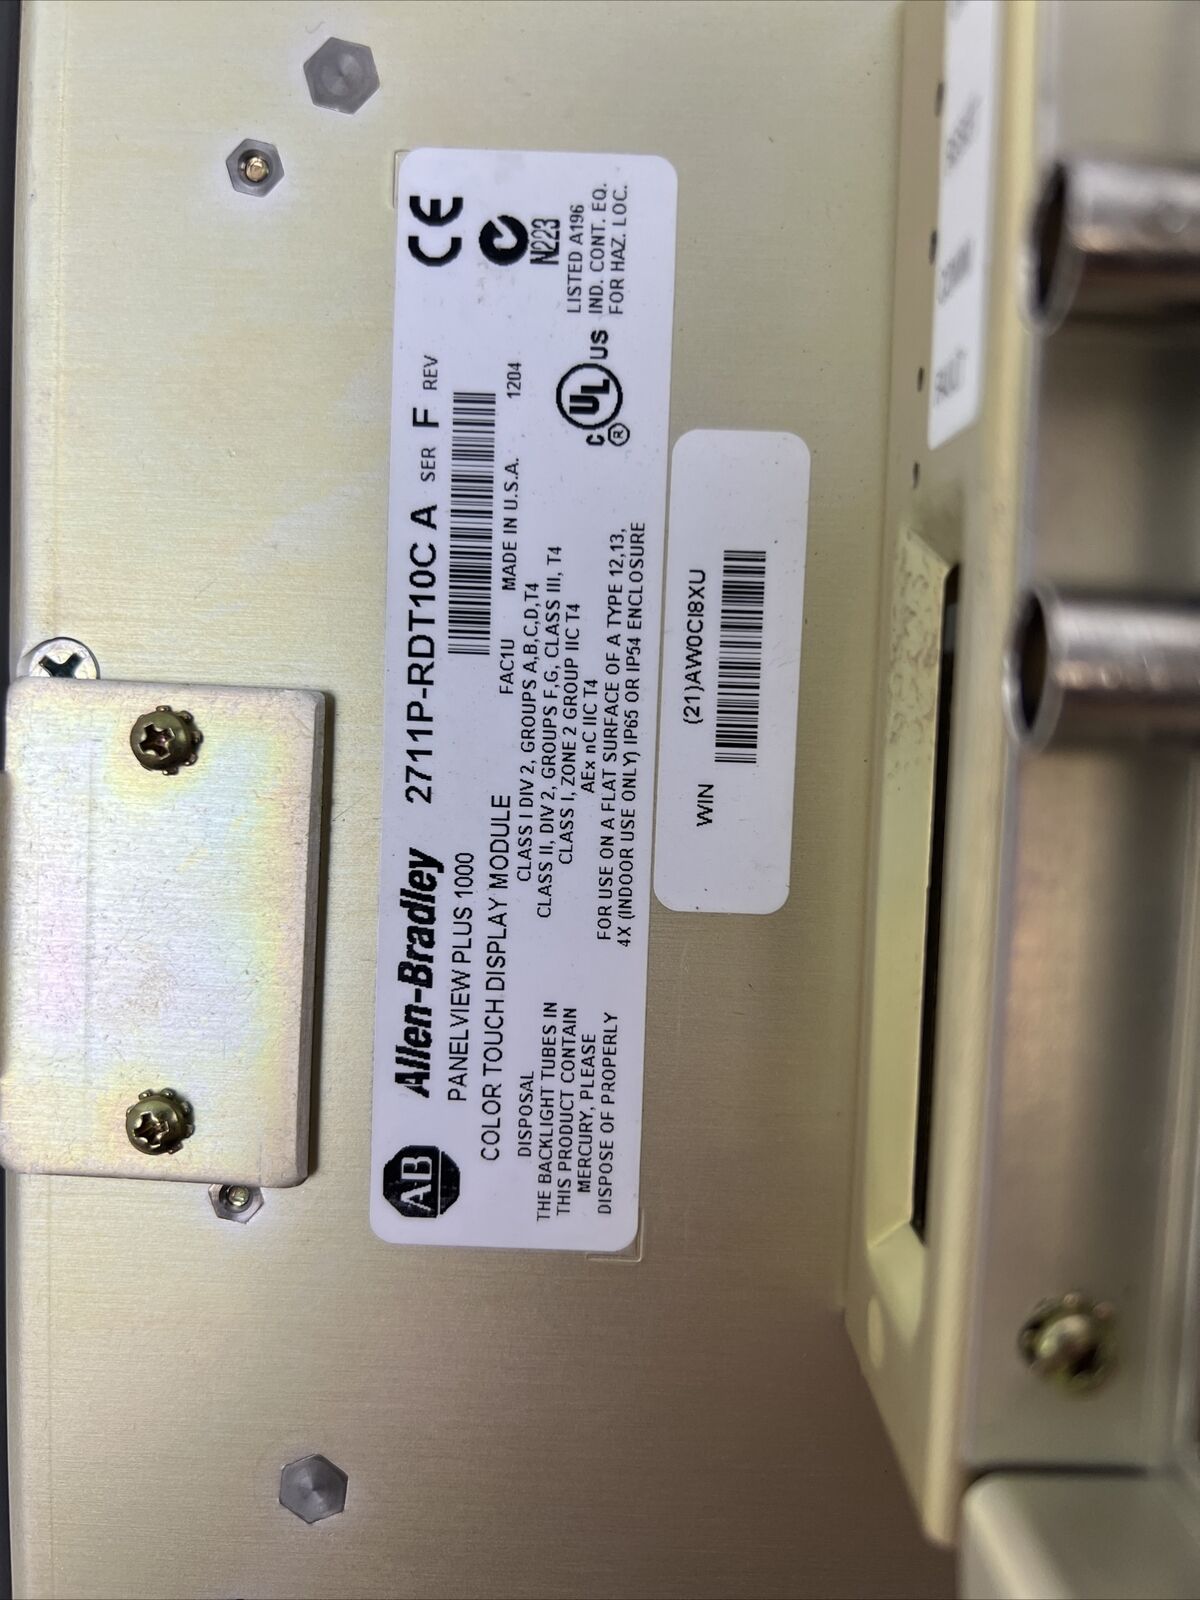 AB Allen-Bradley 2711P-RDT10C A SER F REV
PANELVIEW PLUS 1000
COLOR TOUCH DISPLAY MODULE
FAC1U MADE IN U.S.A. 1204
DISPOSAL
THE BACKLIGHT TUBES IN
THIS PRODUCT CONTAIN
MERCURY, PLEASE
DISPOSE OF PROPERLY
CLASS I DIV 2, GROUPS A,B,C,D,T4
CLASS II, DIV 2, GROUPS F,G, CLASS III, T4
CLASS I, ZONE 2 GROUP IIC T4
AEx nC IIC T4
FOR USE ON A FLAT SURFACE OF A TYPE 12,13,
4X (INDOOR USE ONLY) IP65 OR IP54 ENCLOSURE
C UL US ®
CE
N223
LISTED A196
IND. CONT. EQ.
FOR HAZ. LOC.
WIN (21)AW0CI8XU
FAULT
COMM